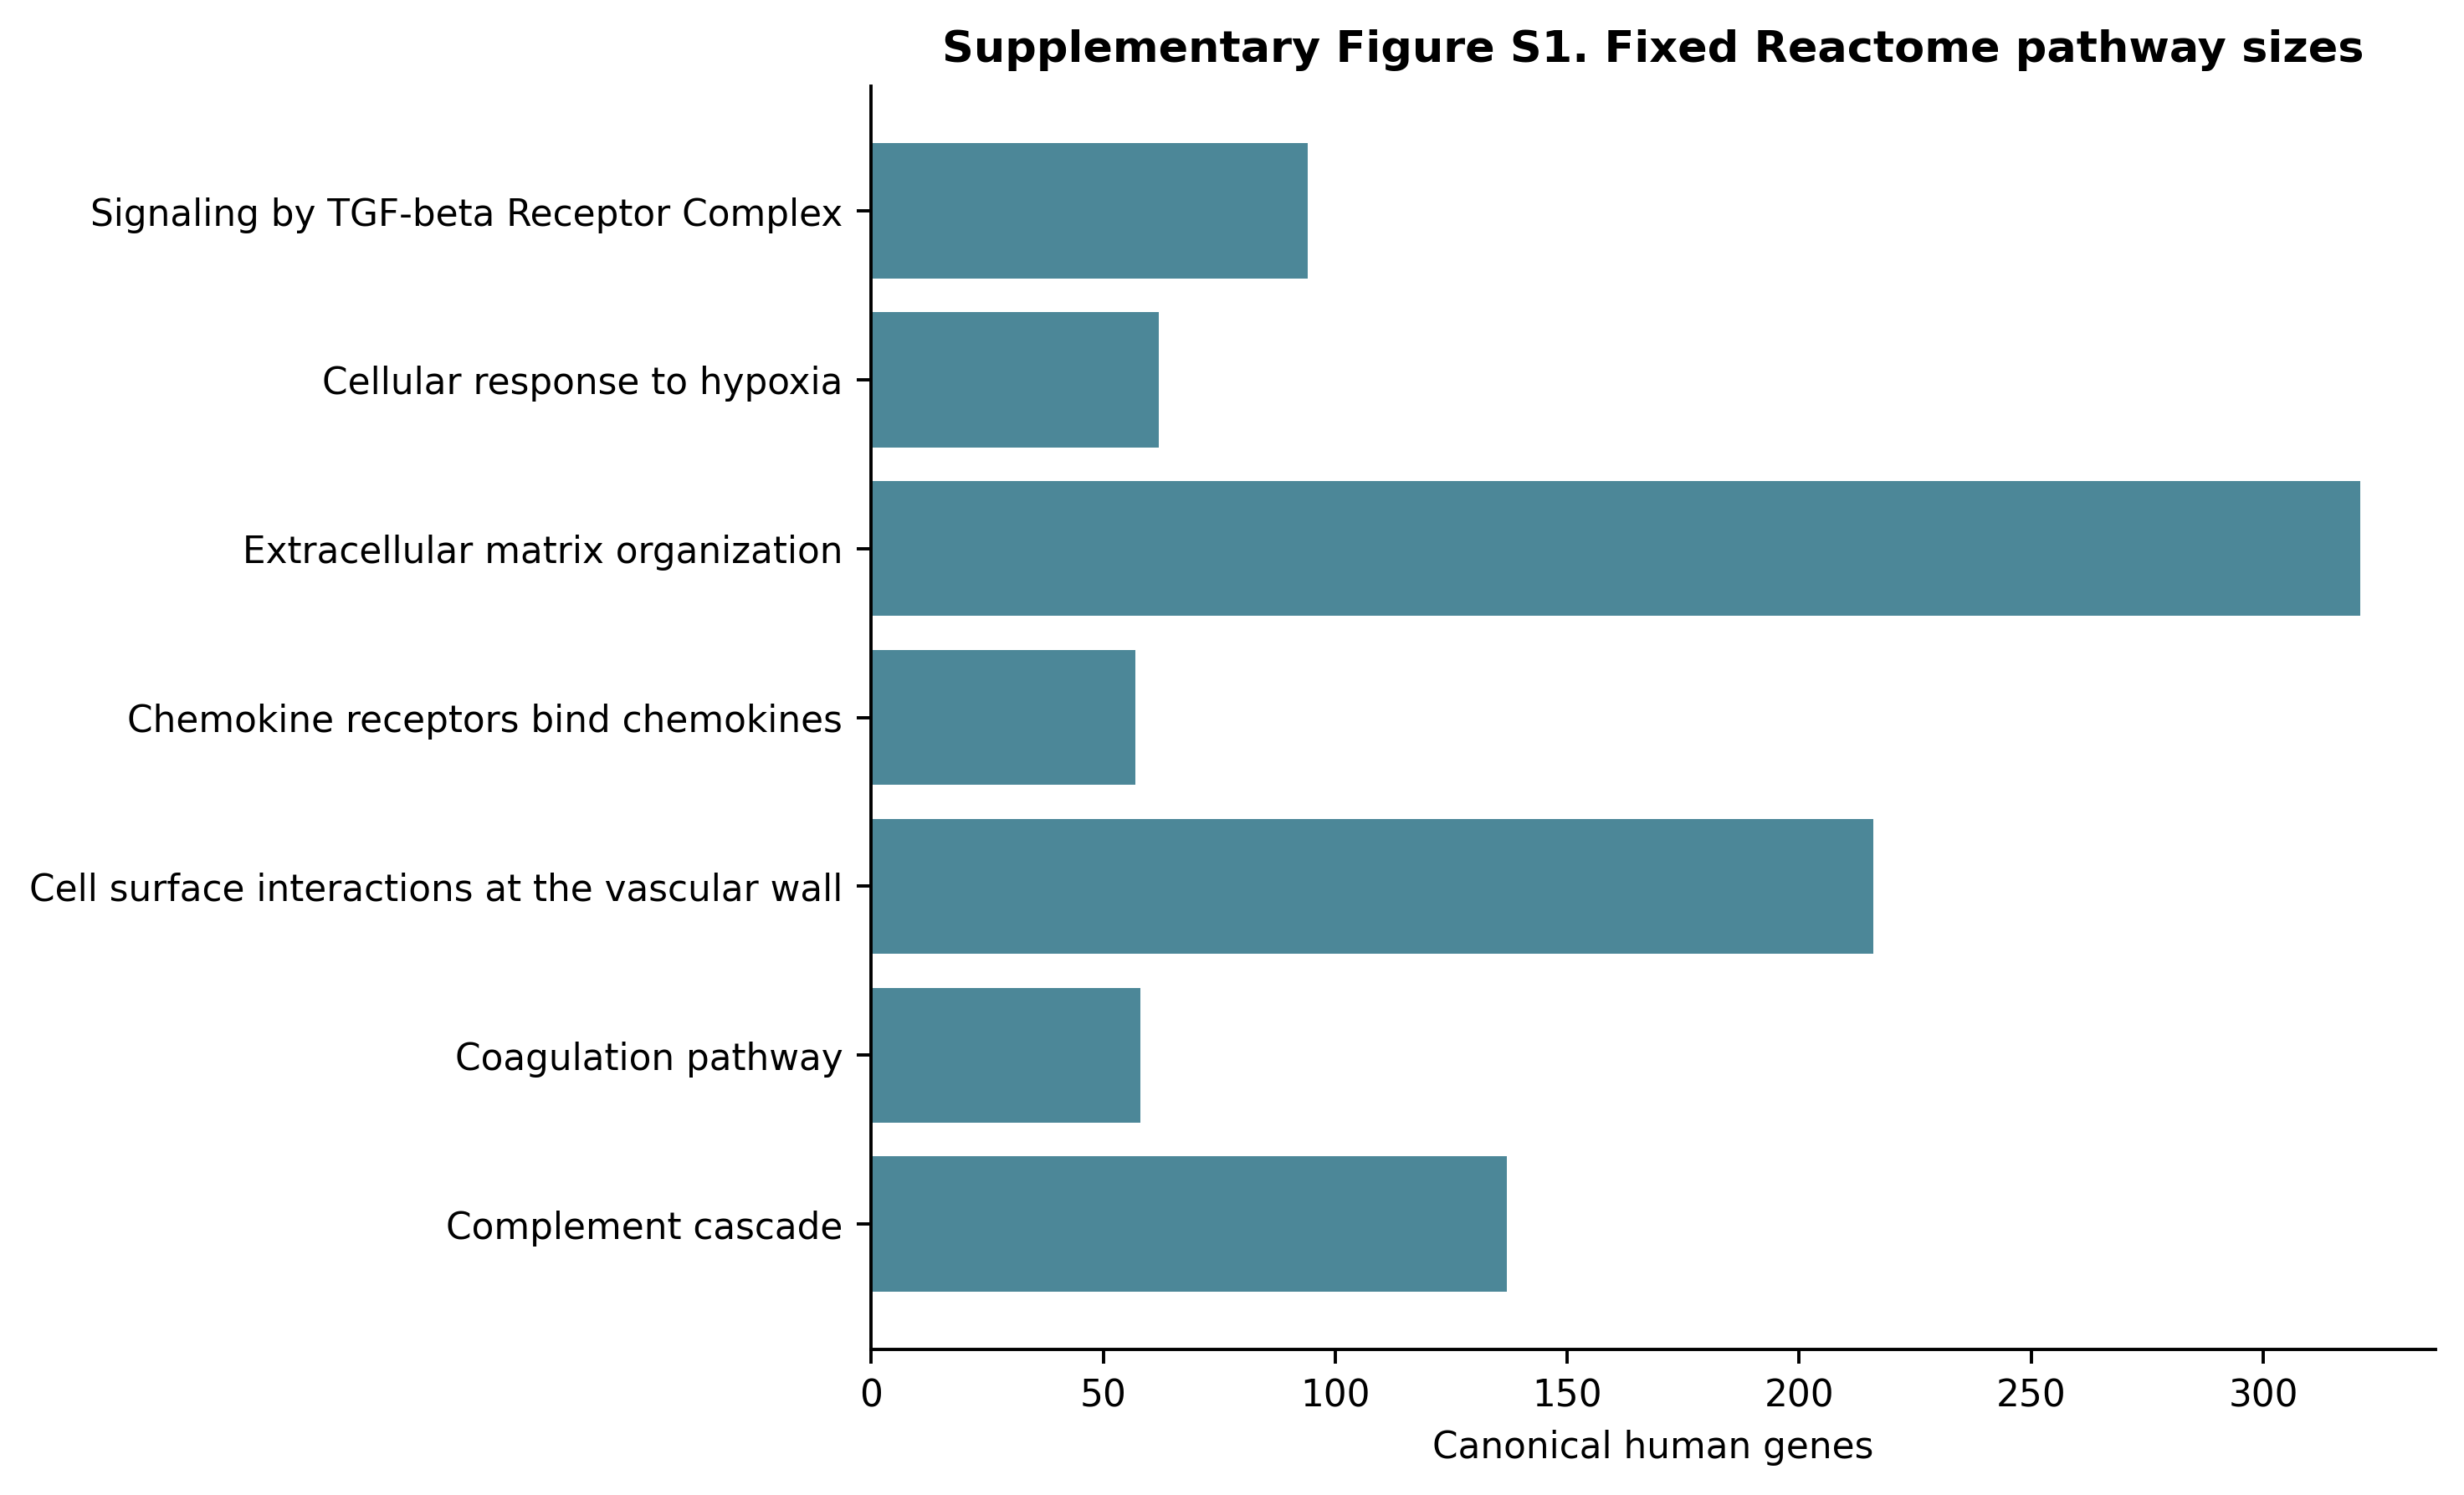 Supplementary Figure S1. Fixed Reactome pathway sizes
Signaling by TGF-beta Receptor Complex
Cellular response to hypoxia
Extracellular matrix organization
Chemokine receptors bind chemokines
Cell surface interactions at the vascular wall
Coagulation pathway
Complement cascade
0 50 100 150 200 250 300
Canonical human genes